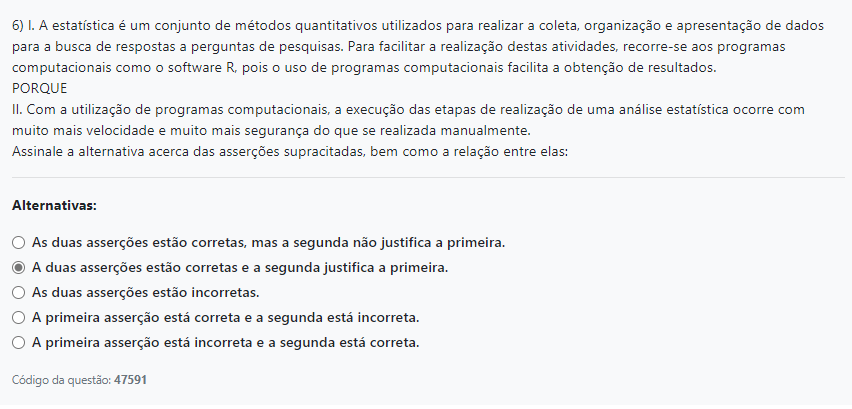 6) I. A estatística é um conjunto de métodos quantitativos utilizados para realizar a coleta, organização e apresentação de dados
para a busca de respostas a perguntas de pesquisas. Para facilitar a realização destas atividades, recorre-se aos programas
computacionais como o software R, pois o uso de programas computacionais facilita a obtenção de resultados.
PORQUE
II. Com a utilização de programas computacionais, a execução das etapas de realização de uma análise estatística ocorre com
muito mais velocidade e muito mais segurança do que se realizada manualmente.
Assinale a alternativa acerca das asserções supracitadas, bem como a relação entre elas:
Alternativas:
As duas asserções estão corretas, mas a segunda não justifica a primeira.
A duas asserções estão corretas e a segunda justifica a primeira.
As duas asserções estão incorretas.
A primeira asserção está correta e a segunda está incorreta.
A primeira asserção está incorreta e a segunda está correta.
Código da questão: 47591